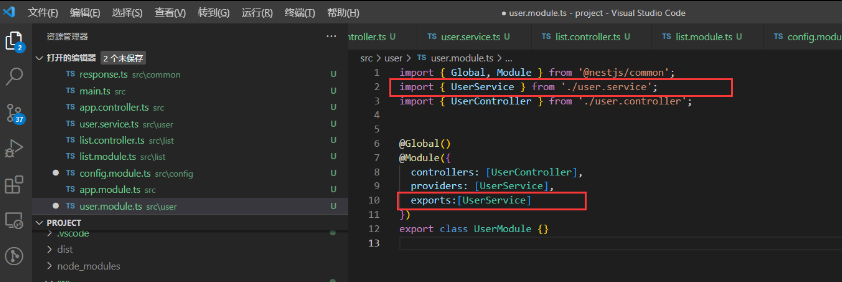 文件(F) 编辑(E) 选择(S) 查看(V) 转到(G) 运行(R) 终端(T) 帮助(H) ● user.module.ts - project - Visual Studio Code
资源管理器 ···
打开的编辑器 2 个未保存
TS response.ts src\common U
TS main.ts src U
TS app.controller.ts src U
TS user.service.ts src\user U
TS list.controller.ts src\list U
TS list.module.ts src\list U
● TS config.module.ts src\config U
TS app.module.ts src U
● TS user.module.ts src\user U
PROJECT
.vscode
dist
node_modules
2
37
ntroller.ts U TS user.service.ts U TS list.controller.ts U TS list.module.ts U TS config.modu
src > user > TS user.module.ts > ...
1 import { Global, Module } from '@nestjs/common';
2 import { UserService } from './user.service';
3 import { UserController } from './user.controller';
4
5
6 @Global()
7 @Module({
8 controllers: [UserController],
9 providers: [UserService],
10 exports:[UserService]
11 })
12 export class UserModule {}
13